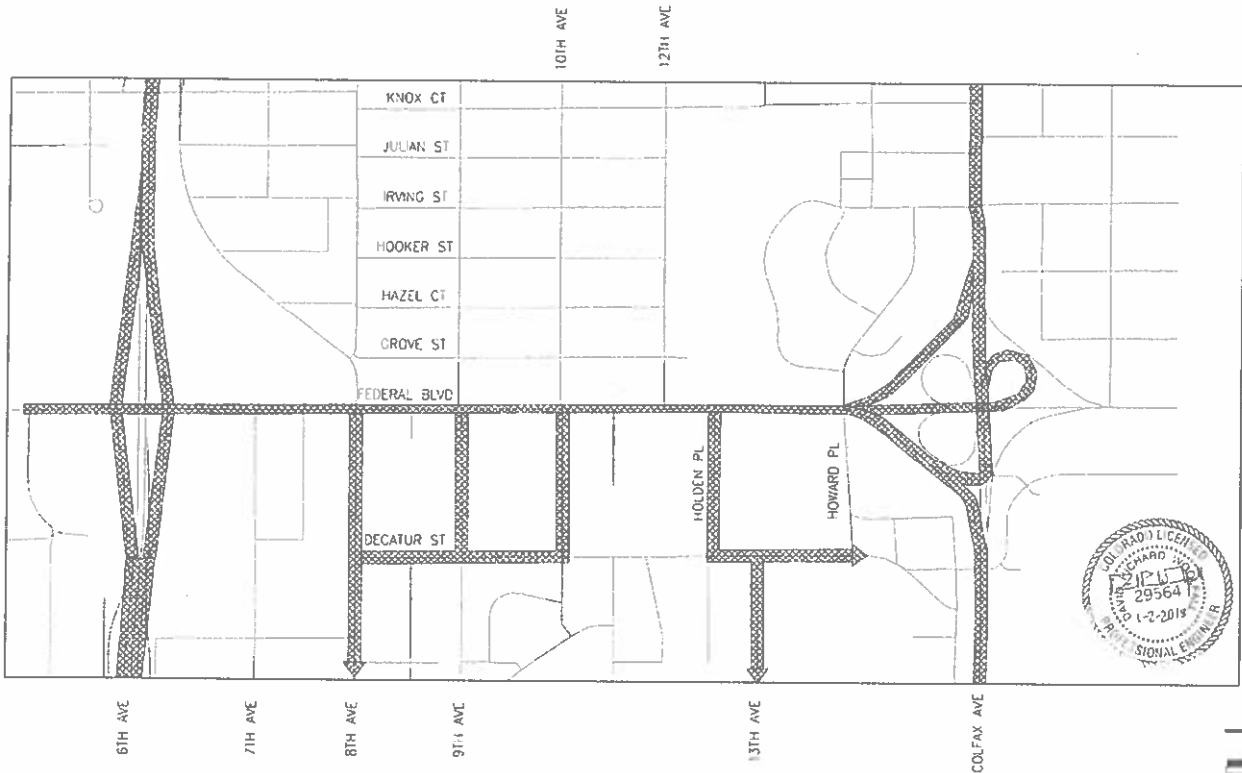 10TH AVE
12TH AVE
KNOX CT
JULIAN ST
IRVING ST
HOOKER ST
HAZEL CT
GROVE ST
FEDERAL BLVD
HOLDEN PL
HOWARD PL
DECATUR ST
COLORADO LICENSED
DAVID RICHARD
29564
1-2-2018
PROFESSIONAL ENGINEER
6TH AVE
7TH AVE
8TH AVE
9TH AVE
13TH AVE
COLFAX AVE